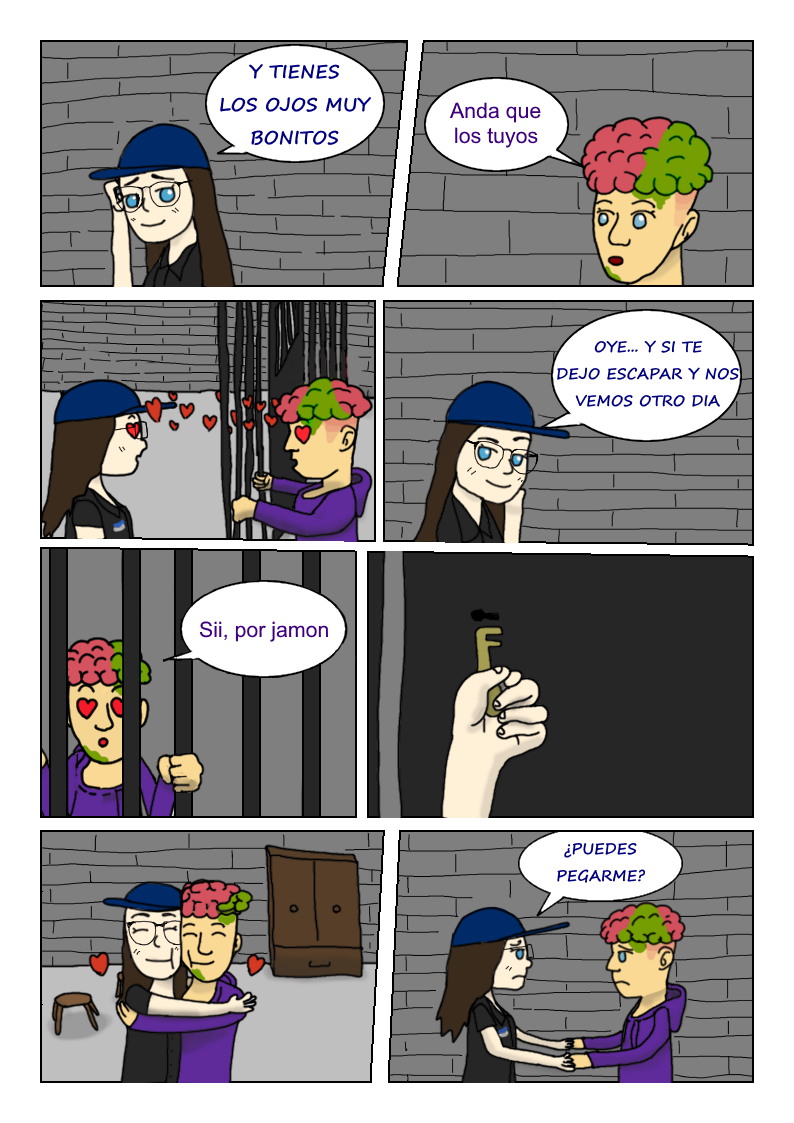 Y TIENES
LOS OJOS MUY
BONITOS
Anda que
los tuyos
OYE... Y SI TE
DEJO ESCAPAR Y NOS
VEMOS OTRO DIA
Sii, por jamon
¿PUEDES
PEGARME?